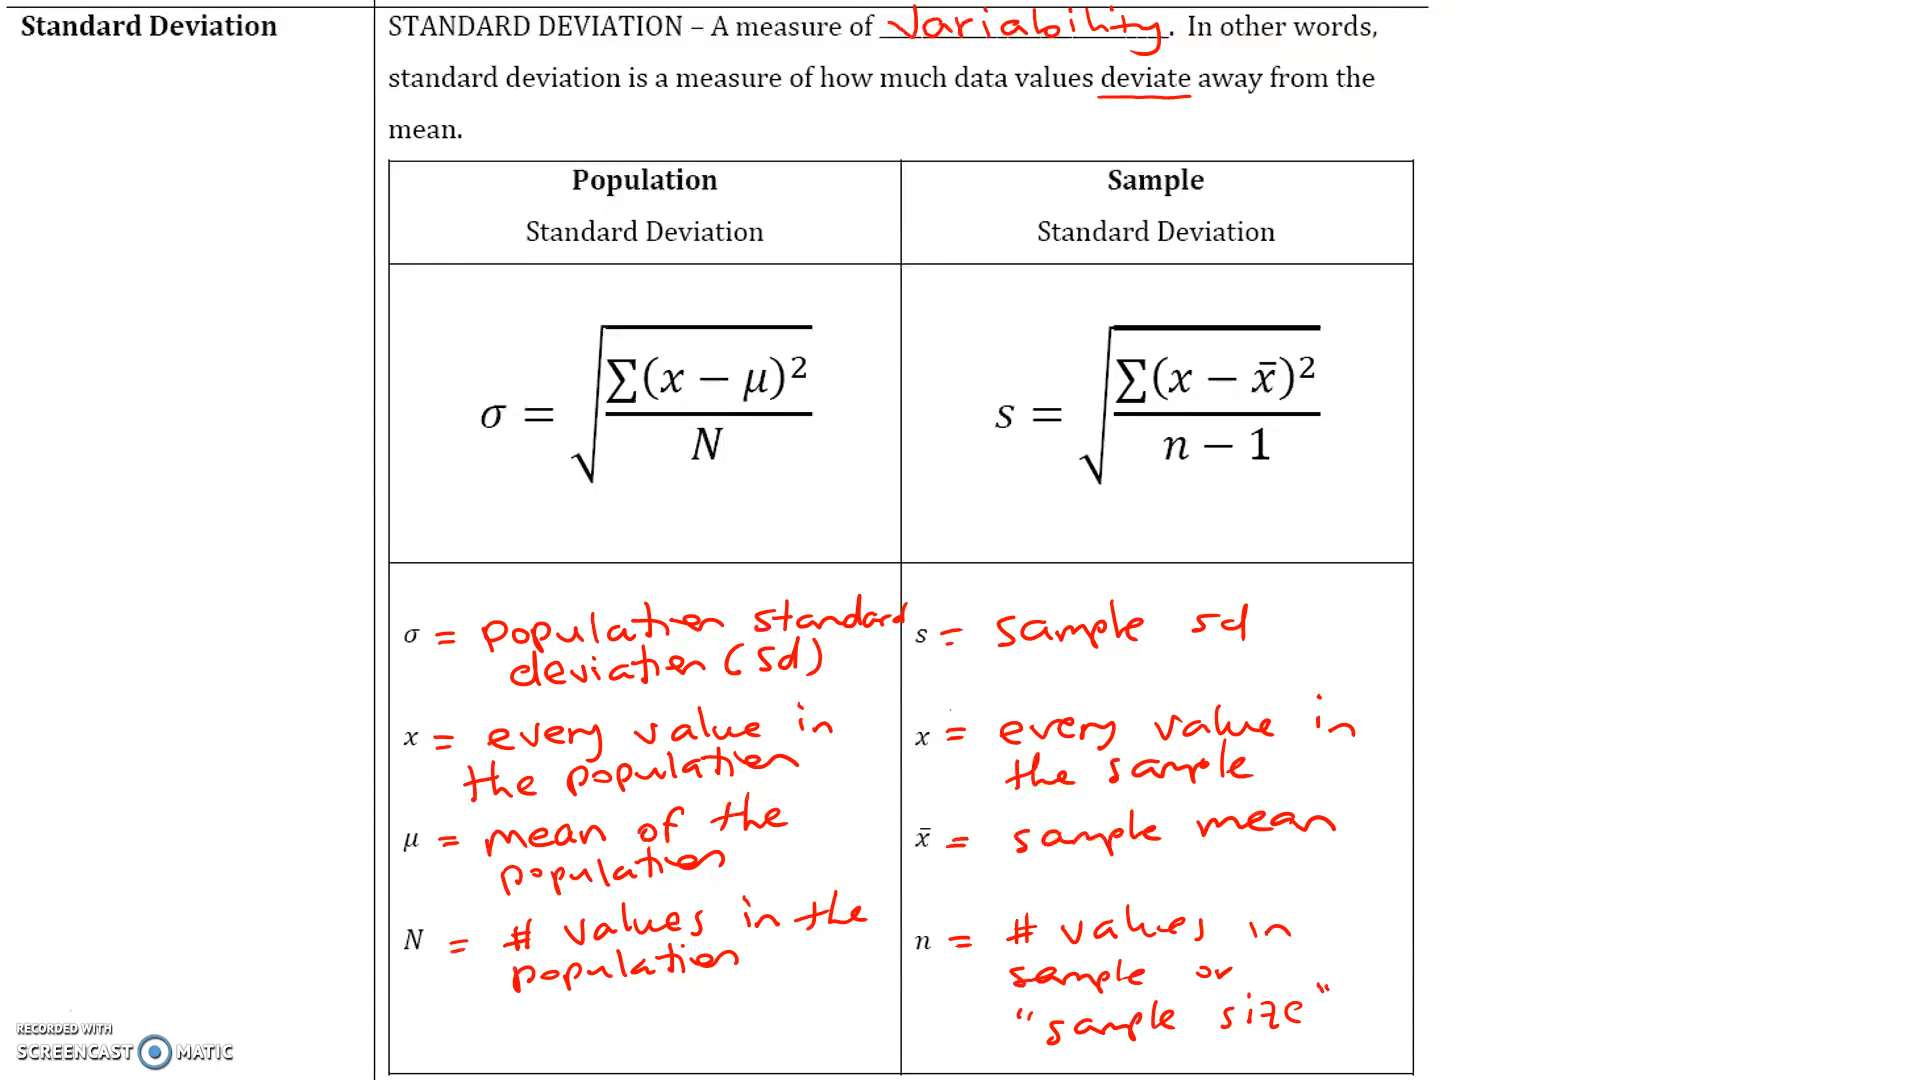 Standard Deviation
STANDARD DEVIATION – A measure of variability. In other words,
standard deviation is a measure of how much data values deviate away from the
mean.
Population
Standard Deviation
Sample
Standard Deviation
σ = √(∑(x − μ)² / N)
s = √(∑(x − x̄)² / (n − 1))
σ = population standard
deviation (sd)
x = every value in
the population
μ = mean of the
population
N = # values in the
population
s = sample sd
x = every value in
the sample
x̄ = sample mean
n = # values in
sample or
"sample size"
RECORDED WITH
SCREENCAST MATIC